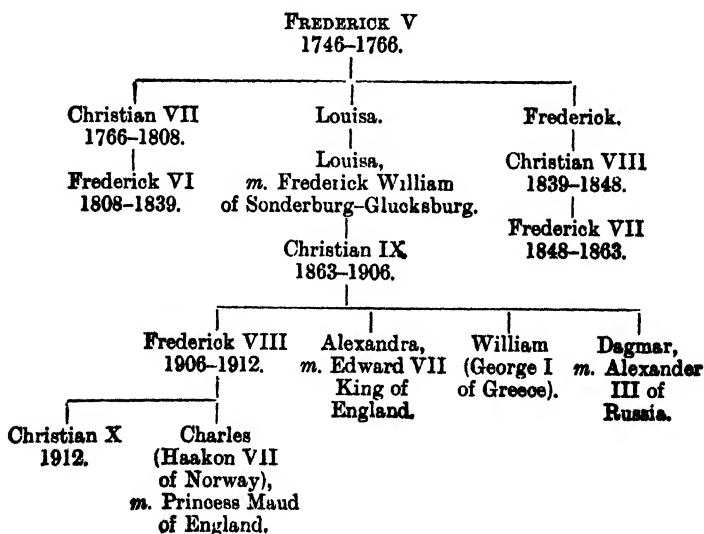 FREDERICK V
1746–1766.
Christian VII
1766–1808.
Frederick VI
1808–1839.
Louisa.
Louisa,
m. Frederick William
of Sonderburg–Glucksburg.
Christian IX.
1863–1906.
Frederick.
Christian VIII
1839–1848.
Frederick VII
1848–1863.
Frederick VIII
1906–1912.
Alexandra,
m. Edward VII
King of
England.
William
(George I
of Greece).
Dagmar,
m. Alexander
III of
Russia.
Christian X
1912.
Charles
(Haakon VII
of Norway),
m. Princess Maud
of England.